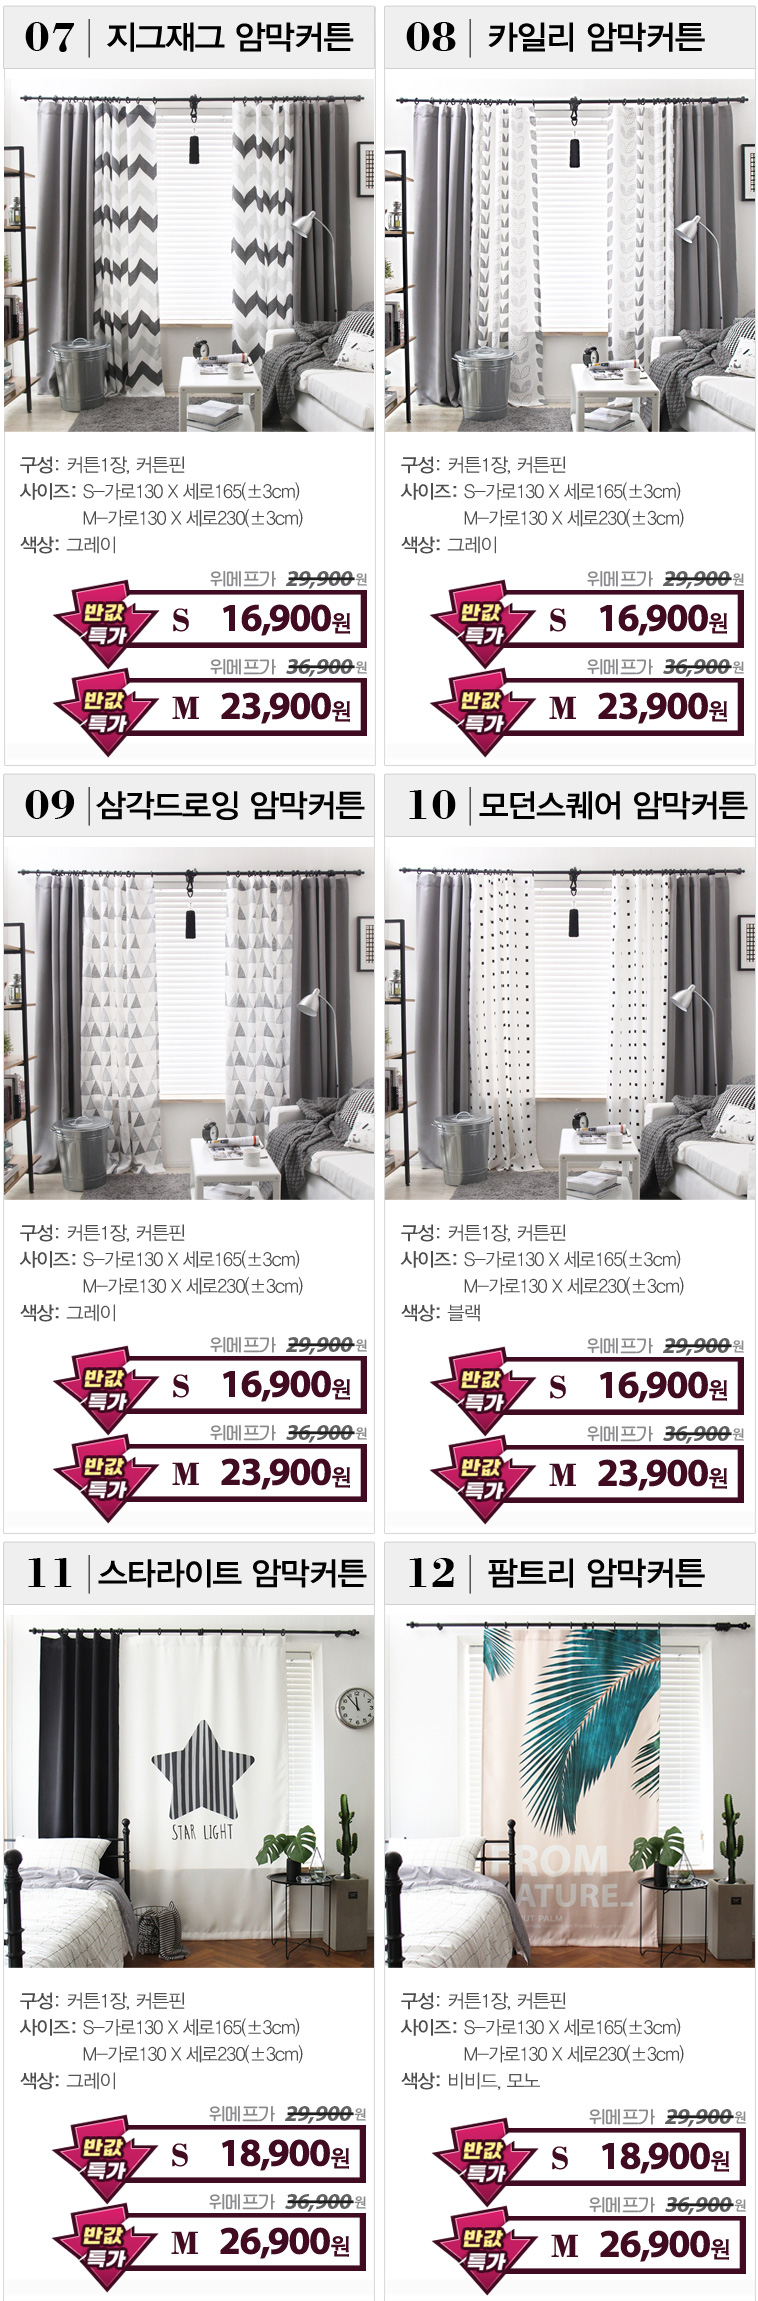 07 | 지그재그 암막커튼
구성: 커튼1장, 커튼핀
사이즈: S-가로130 X 세로165(±3cm)
M-가로130 X 세로230(±3cm)
색상: 그레이
위메프가 29,900원
반값특가 S 16,900원
위메프가 36,900원
반값특가 M 23,900원
08 | 카일리 암막커튼
구성: 커튼1장, 커튼핀
사이즈: S-가로130 X 세로165(±3cm)
M-가로130 X 세로230(±3cm)
색상: 그레이
위메프가 29,900원
반값특가 S 16,900원
위메프가 36,900원
반값특가 M 23,900원
09 | 삼각드로잉 암막커튼
구성: 커튼1장, 커튼핀
사이즈: S-가로130 X 세로165(±3cm)
M-가로130 X 세로230(±3cm)
색상: 그레이
위메프가 29,900원
반값특가 S 16,900원
위메프가 36,900원
반값특가 M 23,900원
10 | 모던스퀘어 암막커튼
구성: 커튼1장, 커튼핀
사이즈: S-가로130 X 세로165(±3cm)
M-가로130 X 세로230(±3cm)
색상: 블랙
위메프가 29,900원
반값특가 S 16,900원
위메프가 36,900원
반값특가 M 23,900원
11 | 스타라이트 암막커튼
STAR LIGHT
구성: 커튼1장, 커튼핀
사이즈: S-가로130 X 세로165(±3cm)
M-가로130 X 세로230(±3cm)
색상: 그레이
위메프가 29,900원
반값특가 S 18,900원
위메프가 36,900원
반값특가 M 26,900원
12 | 팜트리 암막커튼
FROM
ATURE_
UT PALM
구성: 커튼1장, 커튼핀
사이즈: S-가로130 X 세로165(±3cm)
M-가로130 X 세로230(±3cm)
색상: 비비드, 모노
위메프가 29,900원
반값특가 S 18,900원
위메프가 36,900원
반값특가 M 26,900원